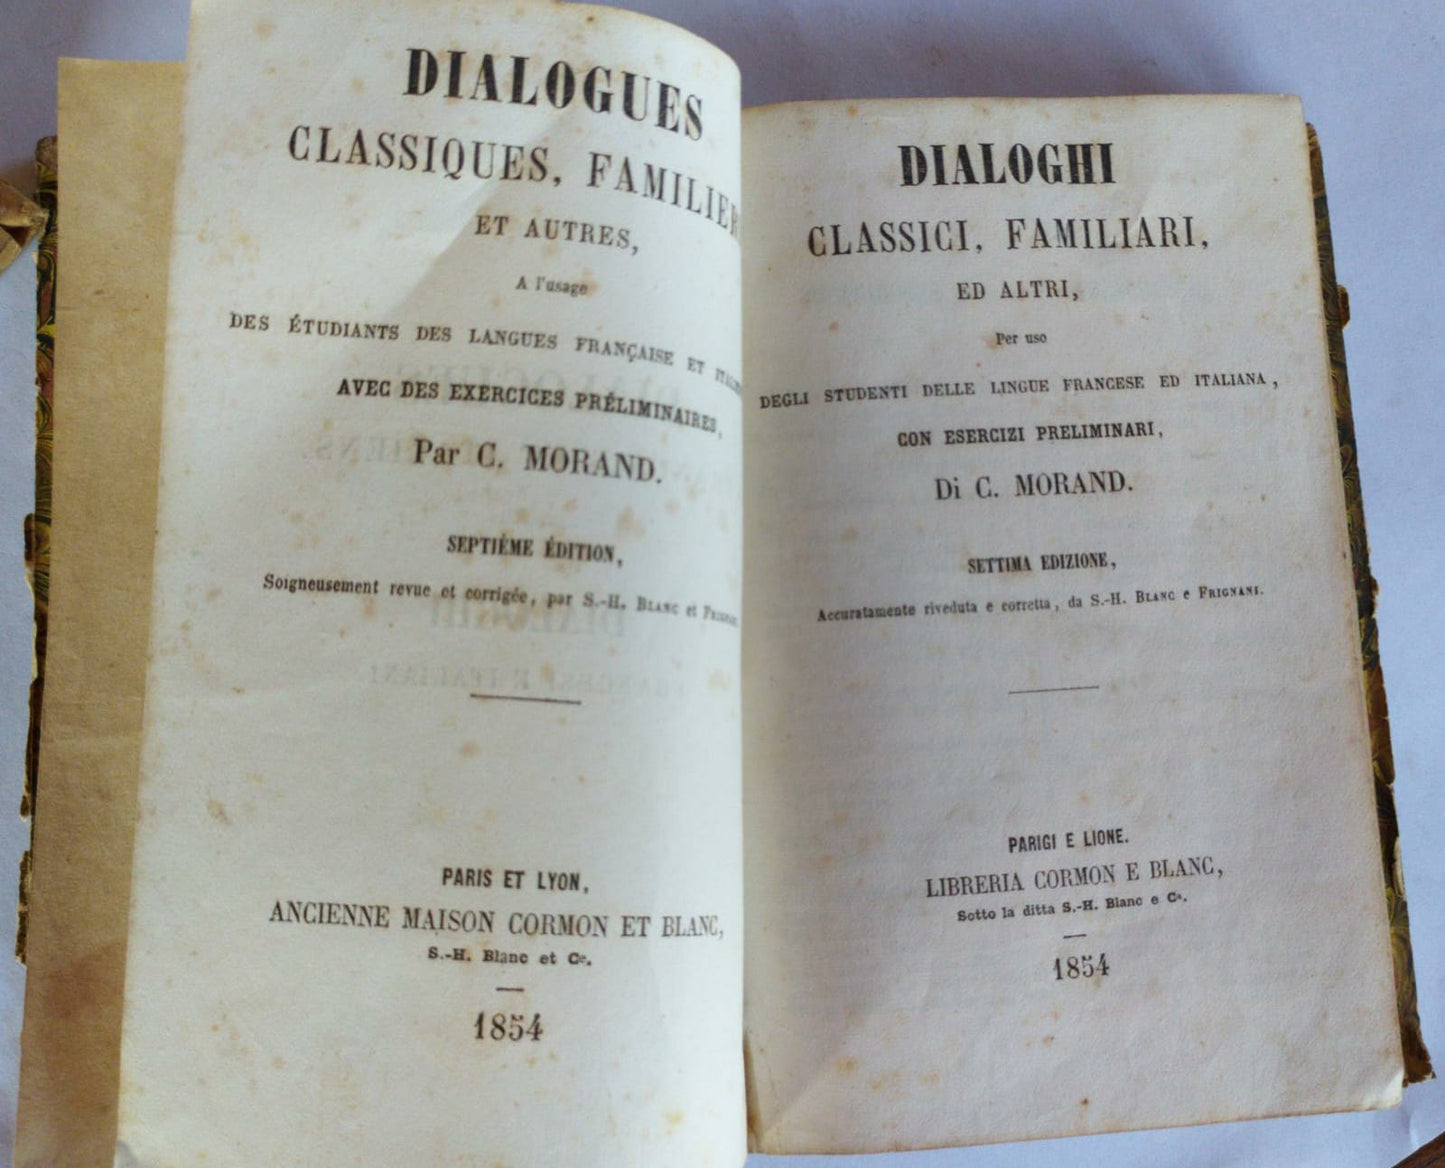 DIALOGUES
CLASSIQUES, FAMILIER
ET AUTRES,
A l'usage
DES ÉTUDIANTS DES LANGUES FRANÇAISE ET
AVEC DES EXERCICES PRÉLIMINAIRES,
Par C. MORAND.
SEPTIÈME ÉDITION,
Soigneusement revue et corrigée, par S.-H. BLANC et FRIGNANI
PARIS ET LYON,
ANCIENNE MAISON CORMON ET BLANC,
S.-H. Blanc et Ce.
1854
DIALOGHI
CLASSICI, FAMILIARI,
ED ALTRI,
Per uso
DEGLI STUDENTI DELLE LINGUE FRANCESE ED ITALIANA,
CON ESERCIZI PRELIMINARI,
Di C. MORAND.
SETTIMA EDIZIONE,
Accuratamente riveduta e corretta, da S.-H. BLANC e FRIGNANI.
PARIGI E LIONE.
LIBRERIA CORMON E BLANC,
Sotto la ditta S.-H. Blanc e Ca.
1854